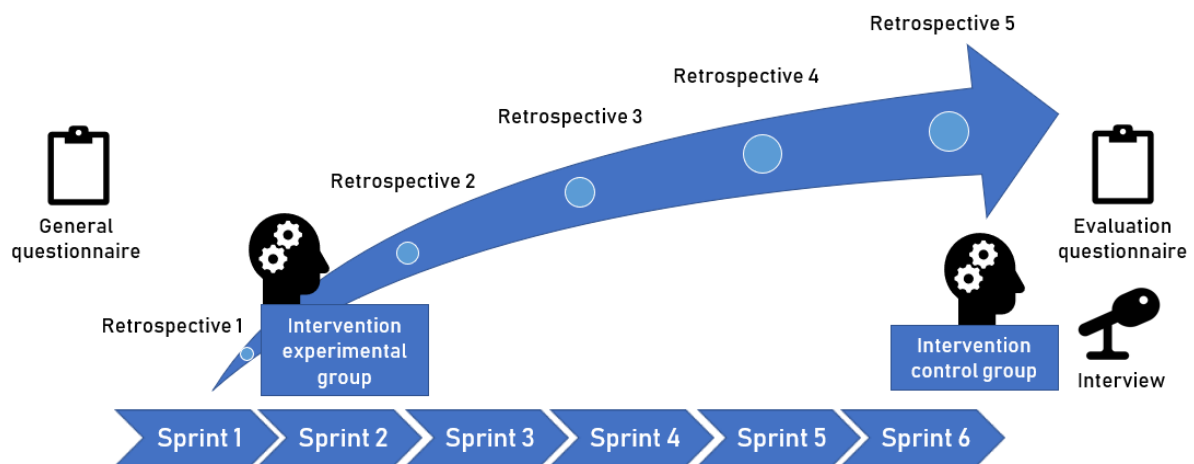 Retrospective 5
Retrospective 4
Retrospective 3
Retrospective 2
General
questionnaire
Evaluation
questionnaire
Retrospective 1
Intervention
experimental
group
Intervention
control group
Interview
Sprint 1
Sprint 2
Sprint 3
Sprint 4
Sprint 5
Sprint 6